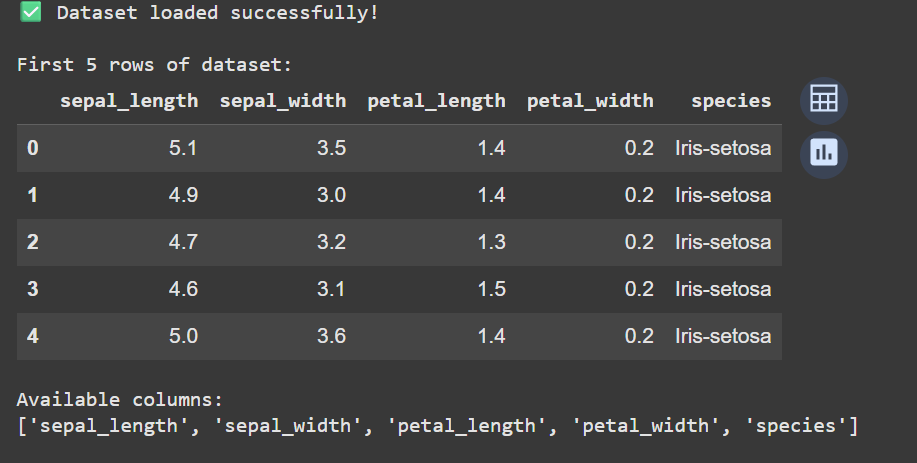 ✅ Dataset loaded successfully!
First 5 rows of dataset:
sepal_length sepal_width petal_length petal_width species
0 5.1 3.5 1.4 0.2 Iris-setosa
1 4.9 3.0 1.4 0.2 Iris-setosa
2 4.7 3.2 1.3 0.2 Iris-setosa
3 4.6 3.1 1.5 0.2 Iris-setosa
4 5.0 3.6 1.4 0.2 Iris-setosa
Available columns:
['sepal_length', 'sepal_width', 'petal_length', 'petal_width', 'species']